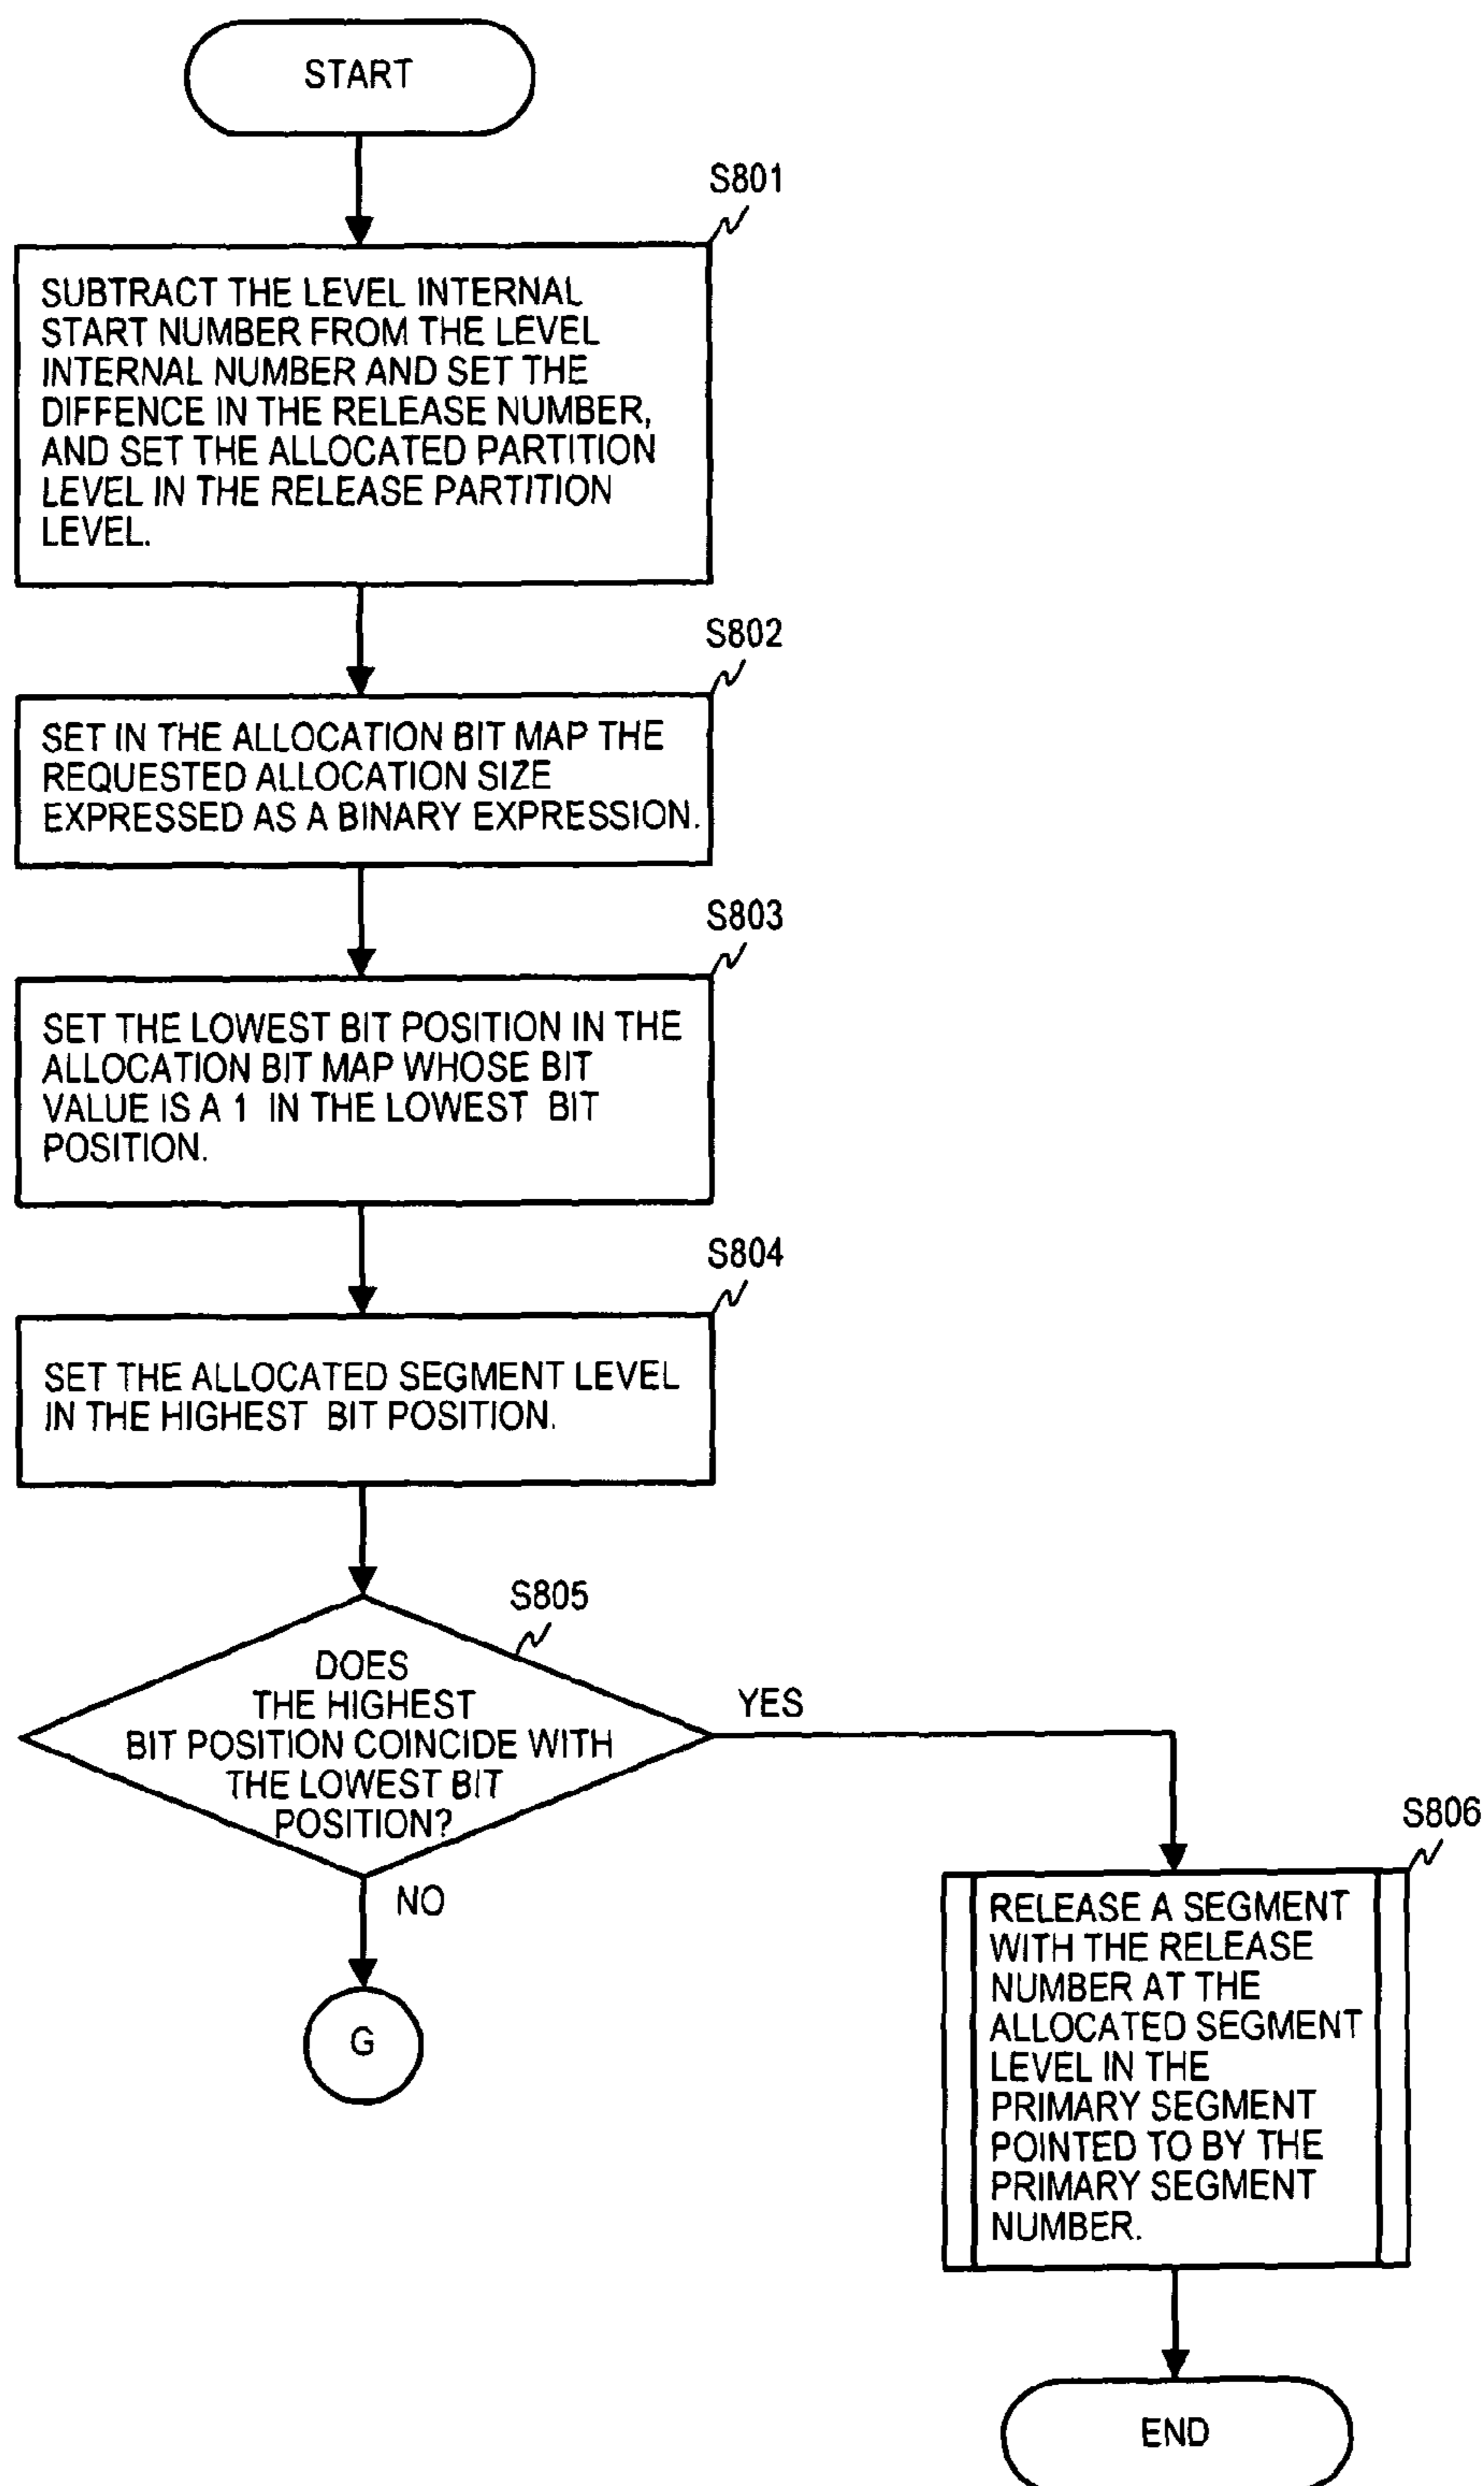 START
S801
SUBTRACT THE LEVEL INTERNAL
START NUMBER FROM THE LEVEL
INTERNAL NUMBER AND SET THE
DIFFENCE IN THE RELEASE NUMBER,
AND SET THE ALLOCATED PARTITION
LEVEL IN THE RELEASE PARTITION
LEVEL.
S802
SET IN THE ALLOCATION BIT MAP THE
REQUESTED ALLOCATION SIZE
EXPRESSED AS A BINARY EXPRESSION.
S803
SET THE LOWEST BIT POSITION IN THE
ALLOCATION BIT MAP WHOSE BIT
VALUE IS A 1 IN THE LOWEST BIT
POSITION.
S804
SET THE ALLOCATED SEGMENT LEVEL
IN THE HIGHEST BIT POSITION.
S805
DOES
THE HIGHEST
BIT POSITION COINCIDE WITH
THE LOWEST BIT
POSITION?
YES
NO
G
S806
RELEASE A SEGMENT
WITH THE RELEASE
NUMBER AT THE
ALLOCATED SEGMENT
LEVEL IN THE
PRIMARY SEGMENT
POINTED TO BY THE
PRIMARY SEGMENT
NUMBER.
END